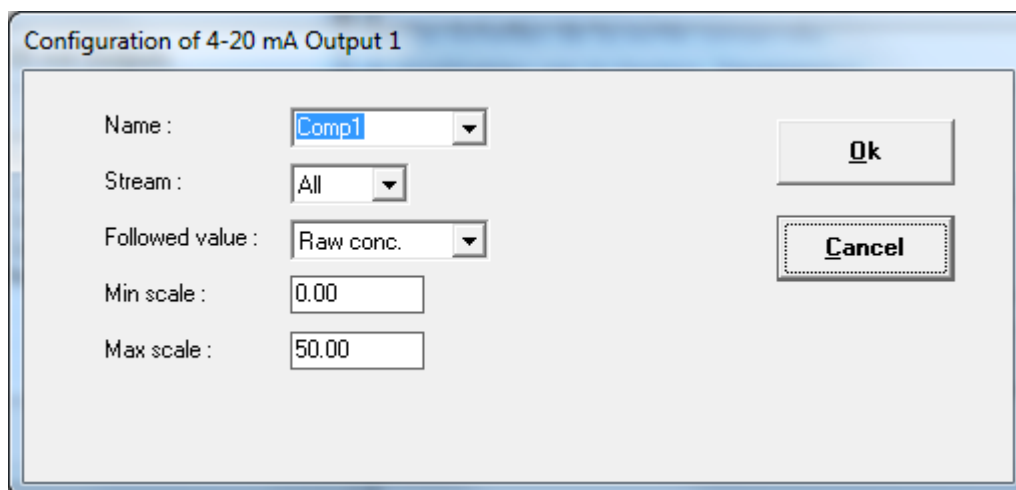 Configuration of 4-20 mA Output 1
Name : Comp1
Ok
Stream : All
Followed value : Raw conc.
Cancel
Min scale : 0.00
Max scale : 50.00